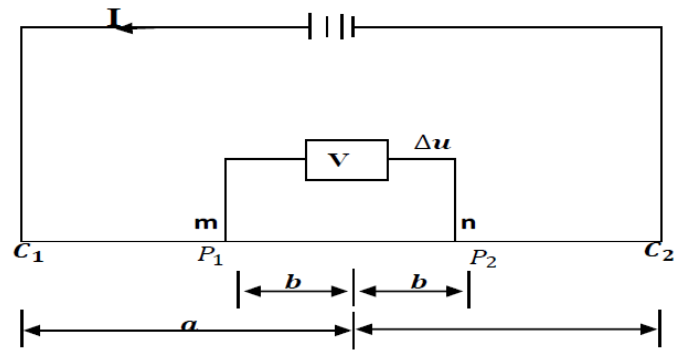 I
V Δu
m n
C₁ P₁ P₂ C₂
b b
a